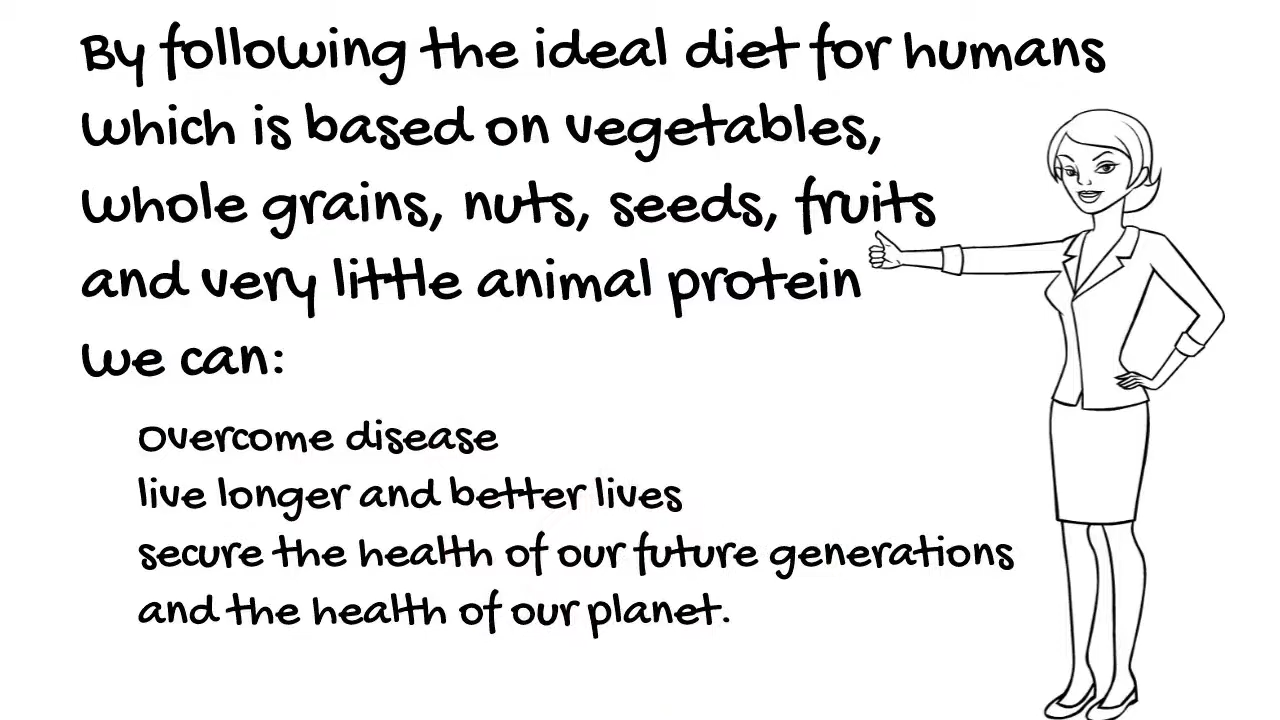 By following the ideal diet for humans
which is based on vegetables,
whole grains, nuts, seeds, fruits
and very little animal protein
we can:
overcome disease
live longer and better lives
secure the health of our future generations
and the health of our planet.